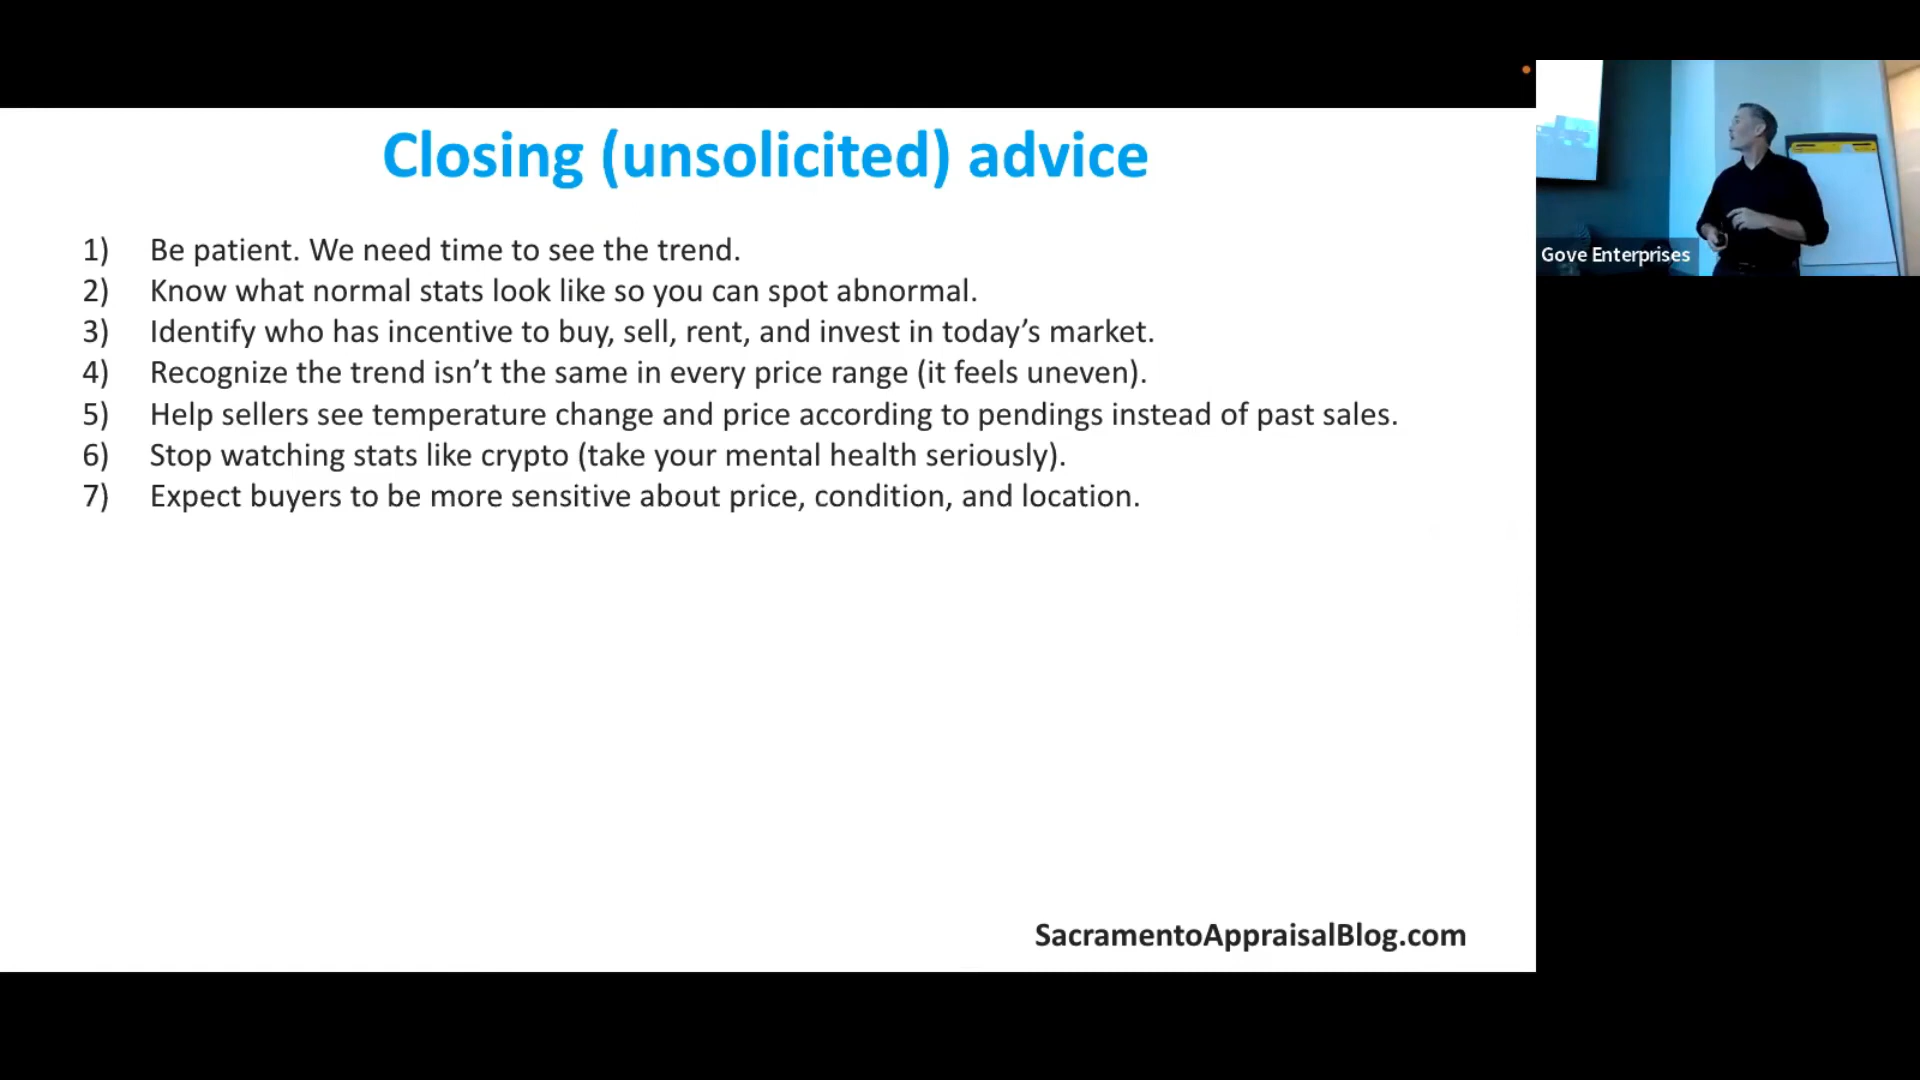 Closing (unsolicited) advice
1) Be patient. We need time to see the trend.
2) Know what normal stats look like so you can spot abnormal.
3) Identify who has incentive to buy, sell, rent, and invest in today’s market.
4) Recognize the trend isn’t the same in every price range (it feels uneven).
5) Help sellers see temperature change and price according to pendings instead of past sales.
6) Stop watching stats like crypto (take your mental health seriously).
7) Expect buyers to be more sensitive about price, condition, and location.
SacramentoAppraisalBlog.com
Gove Enterprises